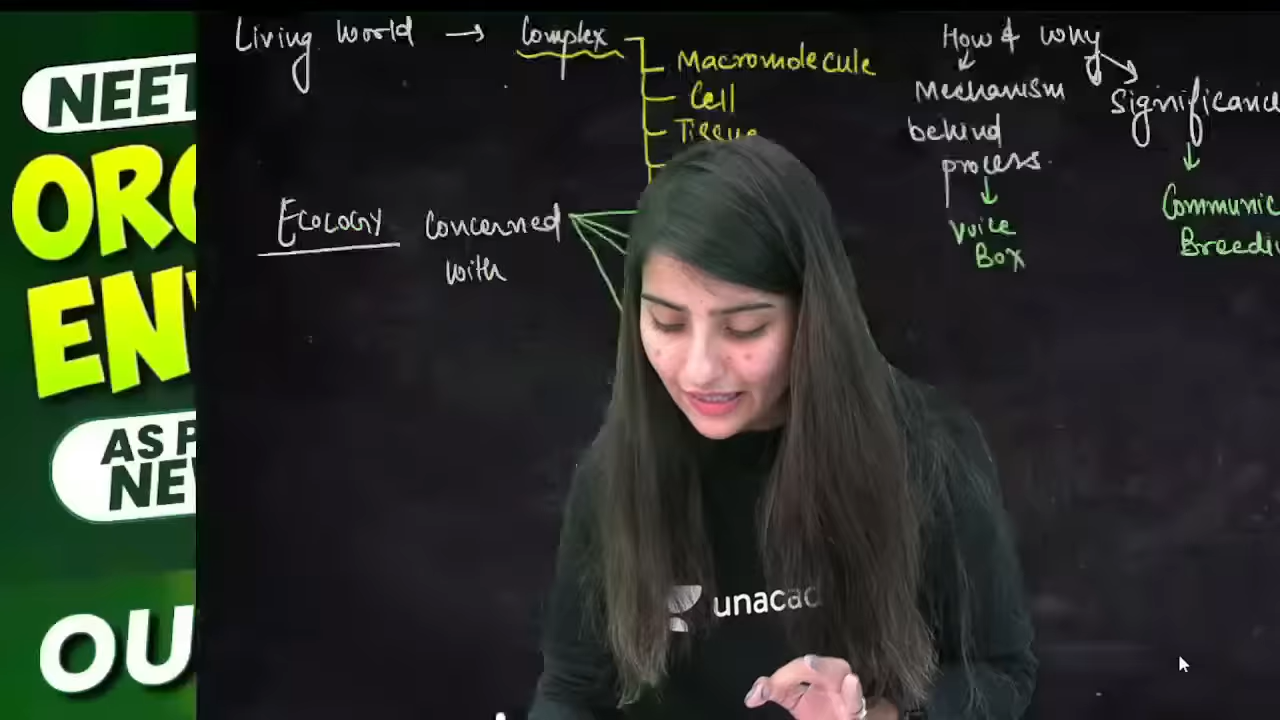 NEET
ORG
ENV
AS P
NE
OU
Living World → Complex
Macromolecule
Cell
Tissue
Ecology Concerned
with
How & Why
Mechanism
behind
process.
Voice
Box
Significance
Communic
Breedi
unacad